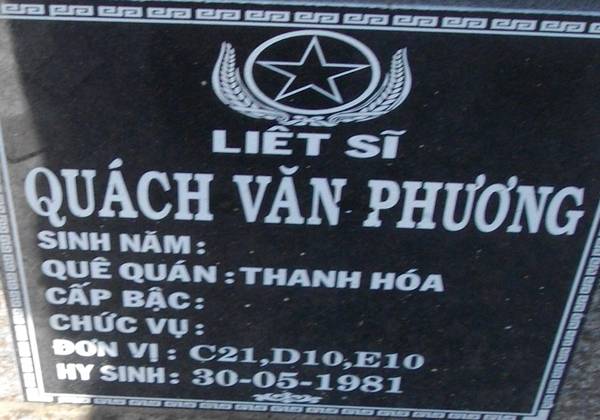 LIỆT SĨ
QUÁCH VĂN PHƯƠNG
SINH NĂM :
QUÊ QUÁN : THANH HÓA
CẤP BẬC :
CHỨC VỤ :
ĐƠN VỊ : C21,D10,E10
HY SINH : 30-05-1981